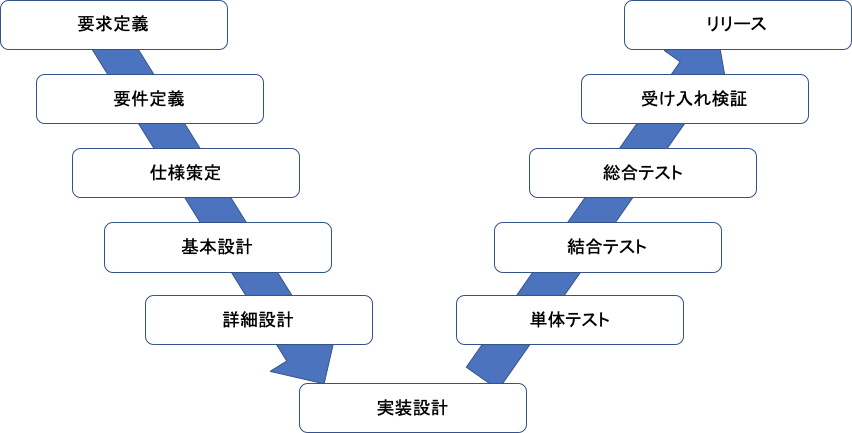 要求定義
リリース
要件定義
受け入れ検証
仕様策定
総合テスト
基本設計
結合テスト
詳細設計
単体テスト
実装設計